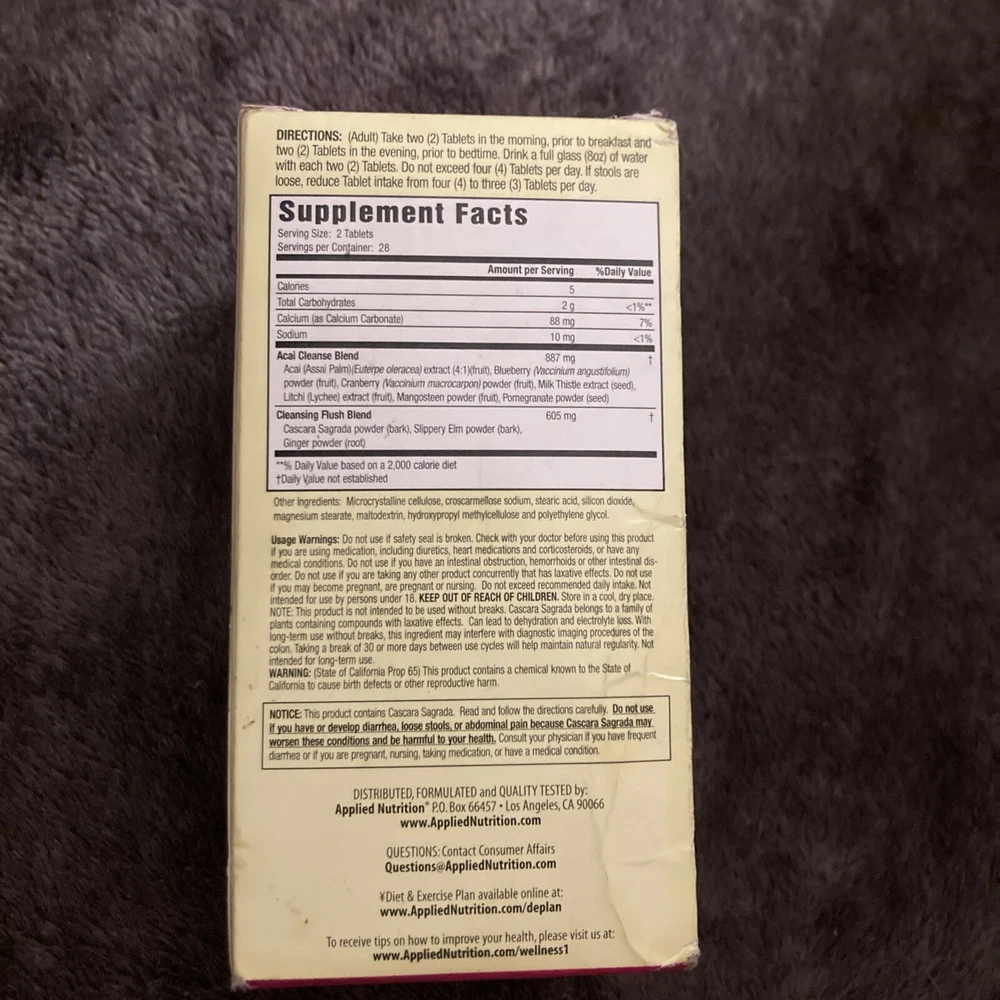 DIRECTIONS: (Adult) Take two (2) Tablets in the morning, prior to breakfast and
two (2) Tablets in the evening, prior to bedtime. Drink a full glass (8oz) of water
with each two (2) Tablets. Do not exceed four (4) Tablets per day. If stools are
loose, reduce Tablet intake from four (4) to three (3) Tablets per day.
Supplement Facts
Serving Size: 2 Tablets
Servings per Container: 28
Amount per Serving %Daily Value
Calories 5
Total Carbohydrates 2 g <1%**
Calcium (as Calcium Carbonate) 88 mg 7%
Sodium 10 mg <1%
Acai Cleanse Blend 887 mg †
Acai (Assai Palm)(Euterpe oleracea) extract (4:1)(fruit), Blueberry (Vaccinium angustifolium)
powder (fruit), Cranberry (Vaccinium macrocarpon) powder (fruit), Milk Thistle extract (seed),
Litchi (Lychee) extract (fruit), Mangosteen powder (fruit), Pomegranate powder (seed)
Cleansing Flush Blend 605 mg †
Cascara Sagrada powder (bark), Slippery Elm powder (bark),
Ginger powder (root)
**% Daily Value based on a 2,000 calorie diet
†Daily Value not established
Other Ingredients: Microcrystalline cellulose, croscarmellose sodium, stearic acid, silicon dioxide,
magnesium stearate, maltodextrin, hydroxypropyl methylcellulose and polyethylene glycol.
Usage Warnings: Do not use if safety seal is broken. Check with your doctor before using this product
if you are using medication, including diuretics, heart medications and corticosteroids, or have any
medical conditions. Do not use if you have an intestinal obstruction, hemorrhoids or other intestinal dis-
order. Do not use if you are taking any other product concurrently that has laxative effects. Do not use
if you may become pregnant, are pregnant or nursing. Do not exceed recommended daily intake. Not
intended for use by persons under 18. KEEP OUT OF REACH OF CHILDREN. Store in a cool, dry place.
NOTE: This product is not intended to be used without breaks. Cascara Sagrada belongs to a family of
plants containing compounds with laxative effects. Can lead to dehydration and electrolyte loss. With
long-term use without breaks, this ingredient may interfere with diagnostic imaging procedures of the
colon. Taking a break of 30 or more days between use cycles will help maintain natural regularity. Not
intended for long-term use.
WARNING: (State of California Prop 65) This product contains a chemical known to the State of
California to cause birth defects or other reproductive harm.
NOTICE: This product contains Cascara Sagrada. Read and follow the directions carefully. Do not use
if you have or develop diarrhea, loose stools, or abdominal pain because Cascara Sagrada may
worsen these conditions and be harmful to your health. Consult your physician if you have frequent
diarrhea or if you are pregnant, nursing, taking medication, or have a medical condition.
DISTRIBUTED, FORMULATED and QUALITY TESTED by:
Applied Nutrition® P.O. Box 66457 • Los Angeles, CA 90066
www.AppliedNutrition.com
QUESTIONS: Contact Consumer Affairs
Questions@AppliedNutrition.com
¥Diet & Exercise Plan available online at:
www.AppliedNutrition.com/deplan
To receive tips on how to improve your health, please visit us at:
www.AppliedNutrition.com/wellness1